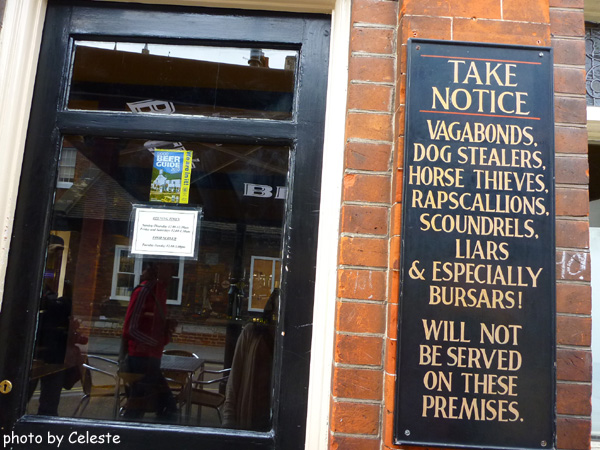 TAKE
NOTICE
VAGABONDS,
DOG STEALERS,
HORSE THIEVES,
RAPSCALLIONS,
SCOUNDRELS,
LIARS
& ESPECIALLY
BURSARS!
WILL NOT
BE SERVED
ON THESE
PREMISES.
BEER
GUIDE
photo by Celeste